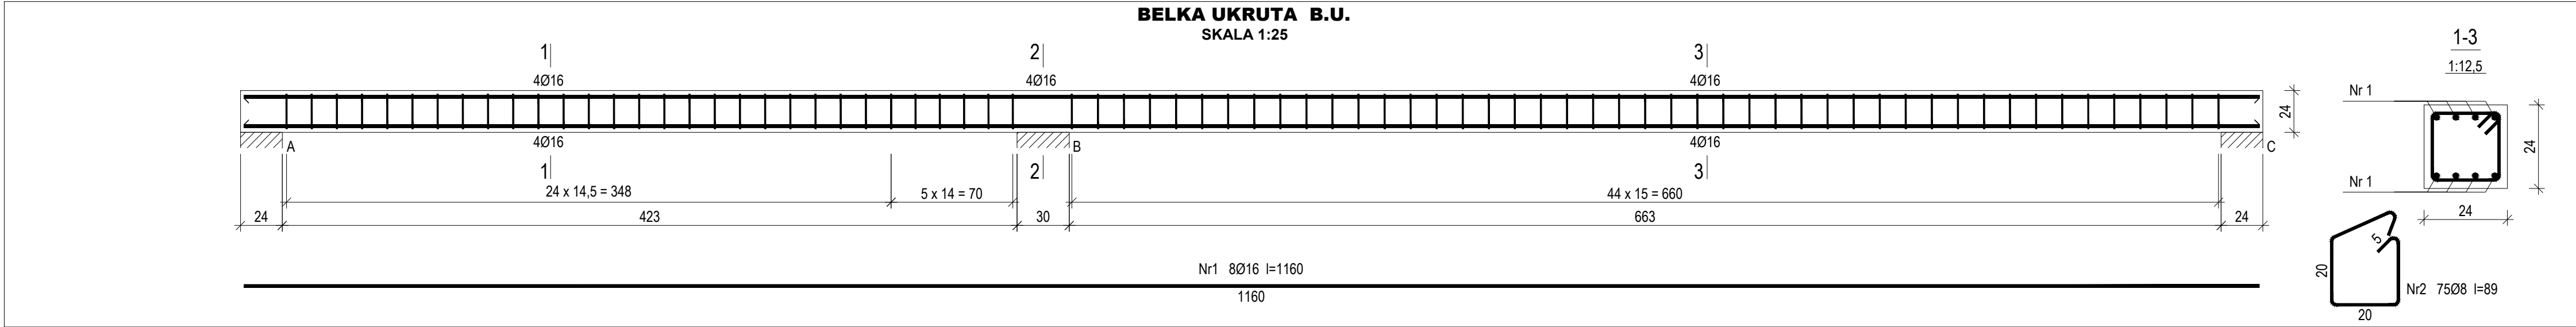 BELKA UKRUTA B.U.
SKALA 1:25
1 2 3 1-3
4Ø16 4Ø16 4Ø16 1:12,5
Nr 1
24
24
4Ø16 4Ø16
A B C
1 2 3
Nr 1
24 x 14,5 = 348 5 x 14 = 70 44 x 15 = 660
24 423 30 663 24
24
5
20
Nr1 8Ø16 l=1160
1160
Nr2 75Ø8 l=89
20